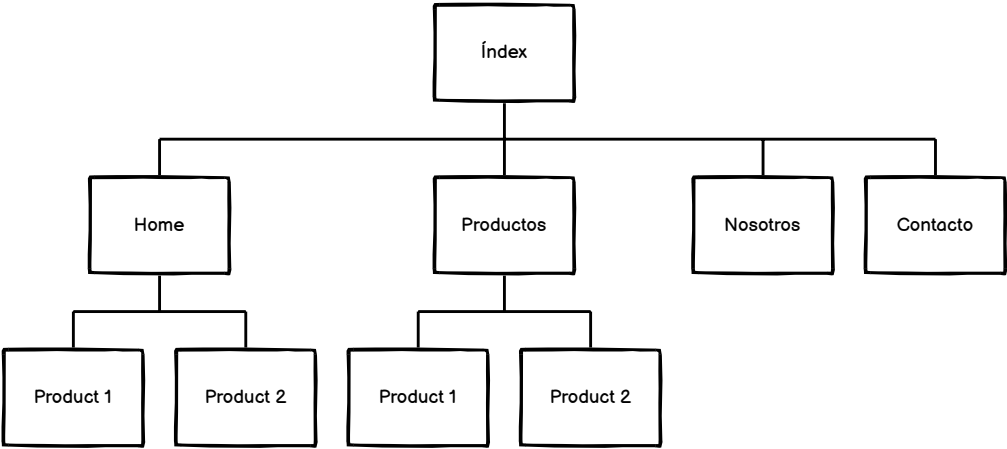 Índex
Home
Productos
Nosotros
Contacto
Product 1
Product 2
Product 1
Product 2